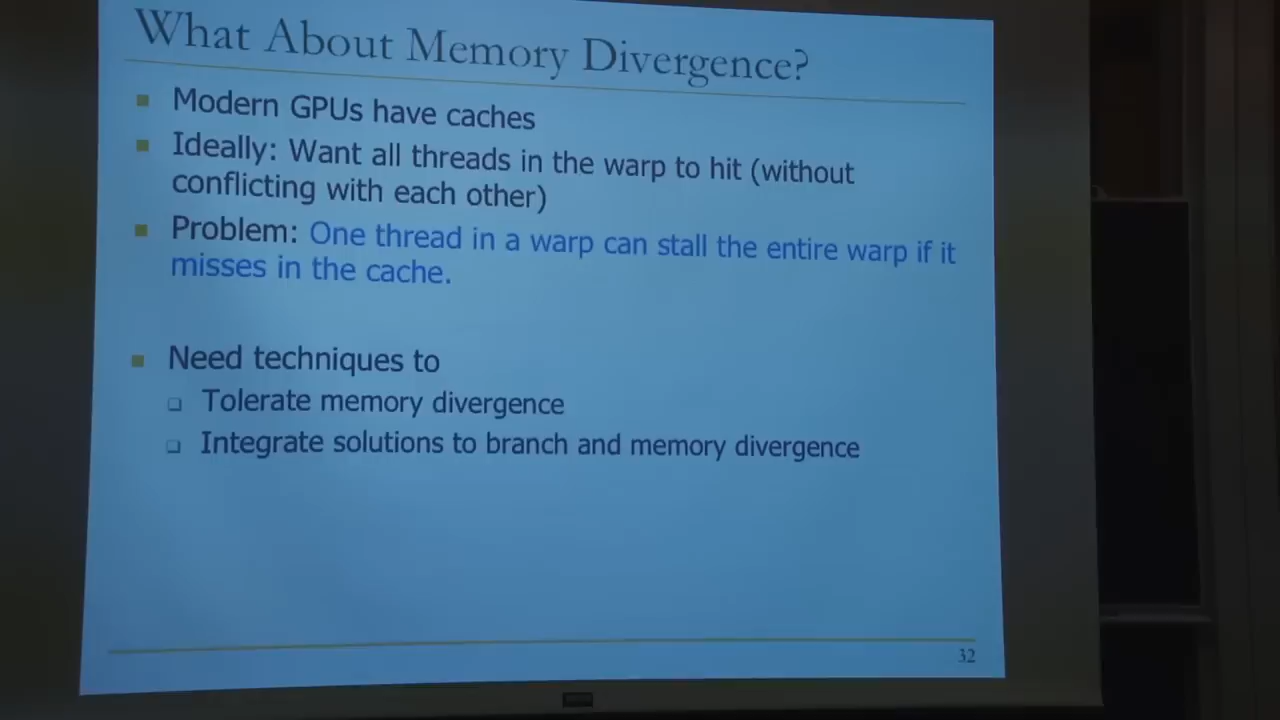 What About Memory Divergence?
Modern GPUs have caches
Ideally: Want all threads in the warp to hit (without
conflicting with each other)
Problem: One thread in a warp can stall the entire warp if it
misses in the cache.
Need techniques to
Tolerate memory divergence
Integrate solutions to branch and memory divergence
32